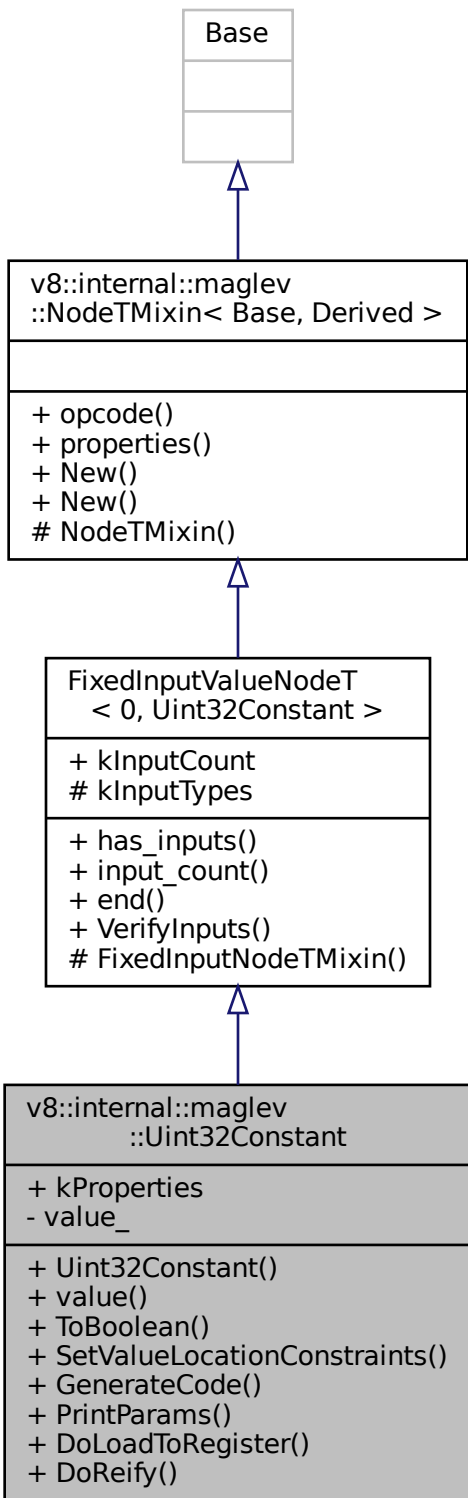 Base
v8::internal::maglev
::NodeTMixin< Base, Derived >
+ opcode()
+ properties()
+ New()
+ New()
# NodeTMixin()
FixedInputValueNodeT
< 0, Uint32Constant >
+ kInputCount
# kInputTypes
+ has_inputs()
+ input_count()
+ end()
+ VerifyInputs()
# FixedInputNodeTMixin()
v8::internal::maglev
::Uint32Constant
+ kProperties
- value_
+ Uint32Constant()
+ value()
+ ToBoolean()
+ SetValueLocationConstraints()
+ GenerateCode()
+ PrintParams()
+ DoLoadToRegister()
+ DoReify()